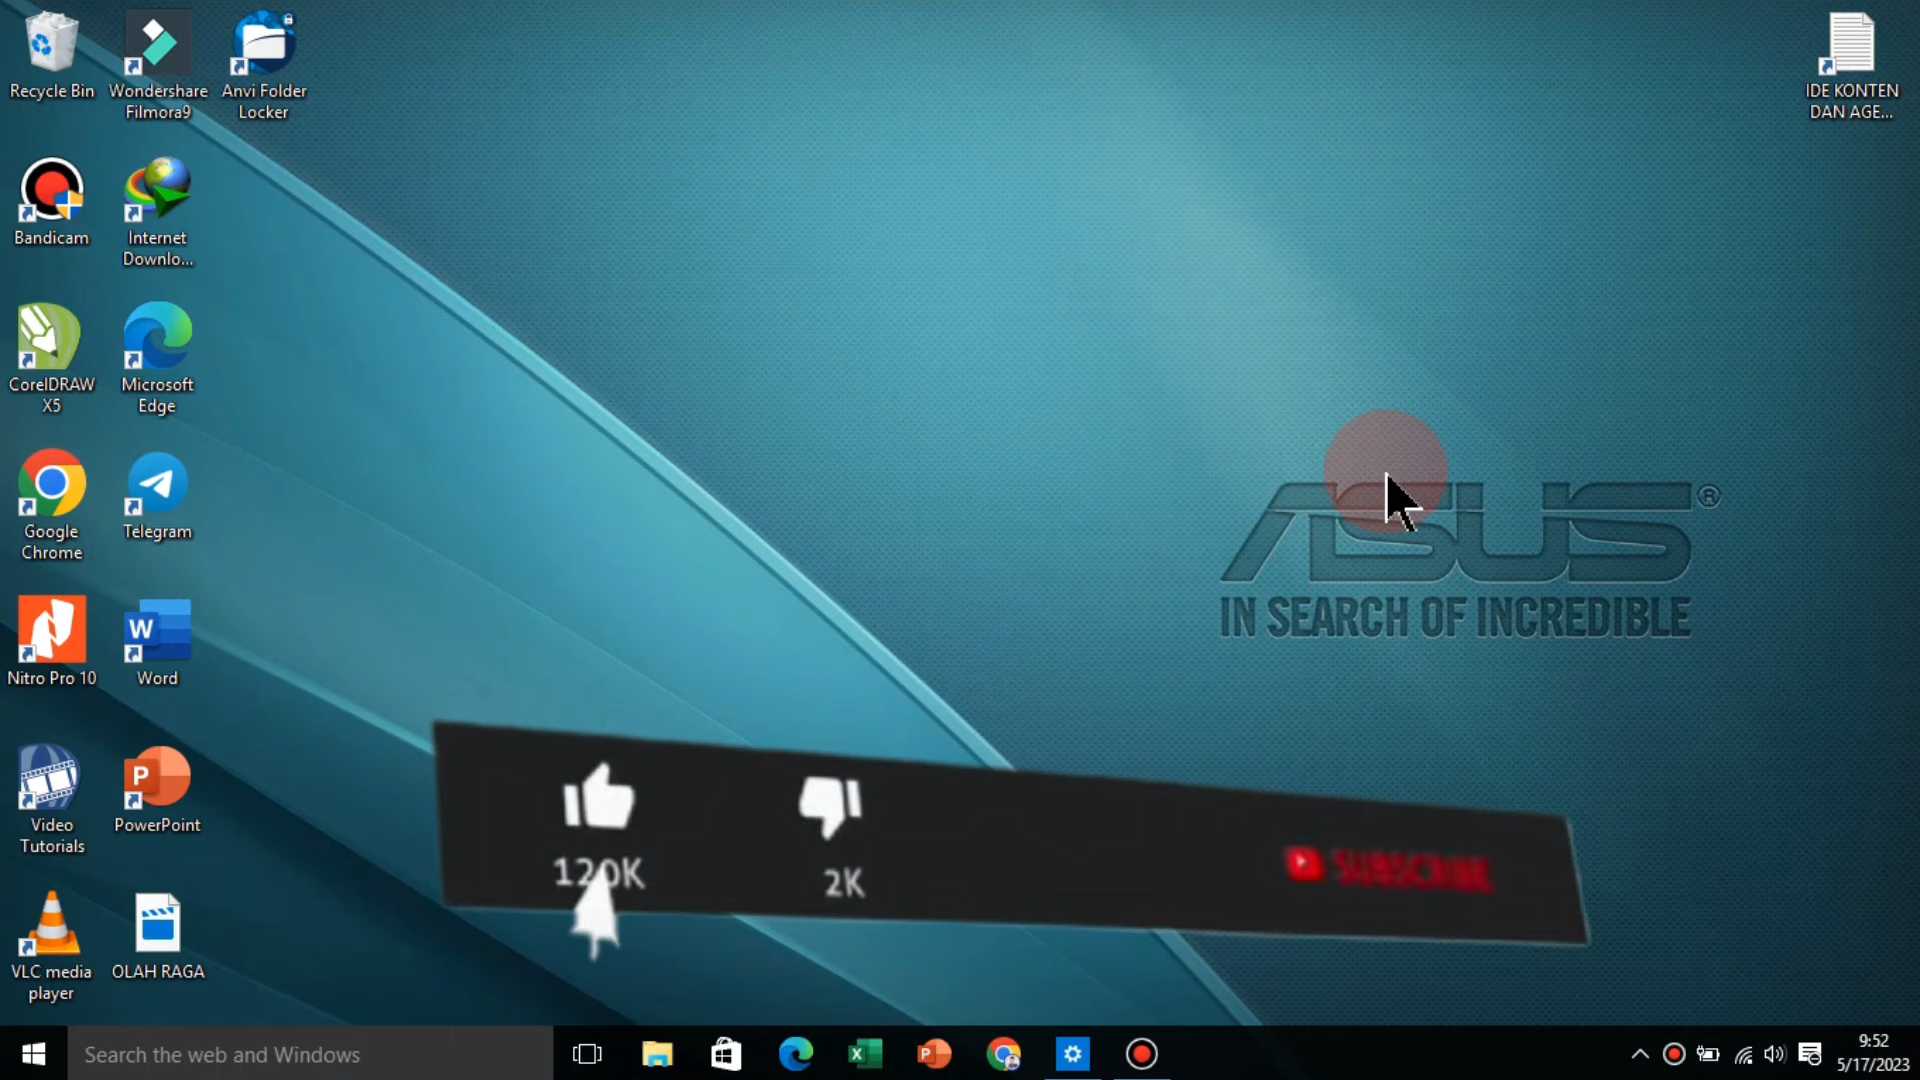 Recycle Bin
Wondershare
Filmora9
Anvi Folder
Locker
IDE KONTEN
DAN AGE...
Bandicam
Internet
Downlo...
CorelDRAW
X5
Microsoft
Edge
Google
Chrome
Telegram
ASUS®
IN SEARCH OF INCREDIBLE
Nitro Pro 10
W
Word
Video
Tutorials
P
PowerPoint
120K
2K
SUBSCRIBE
VLC media
player
OLAH RAGA
Search the web and Windows
X
P
9:52
5/17/2023